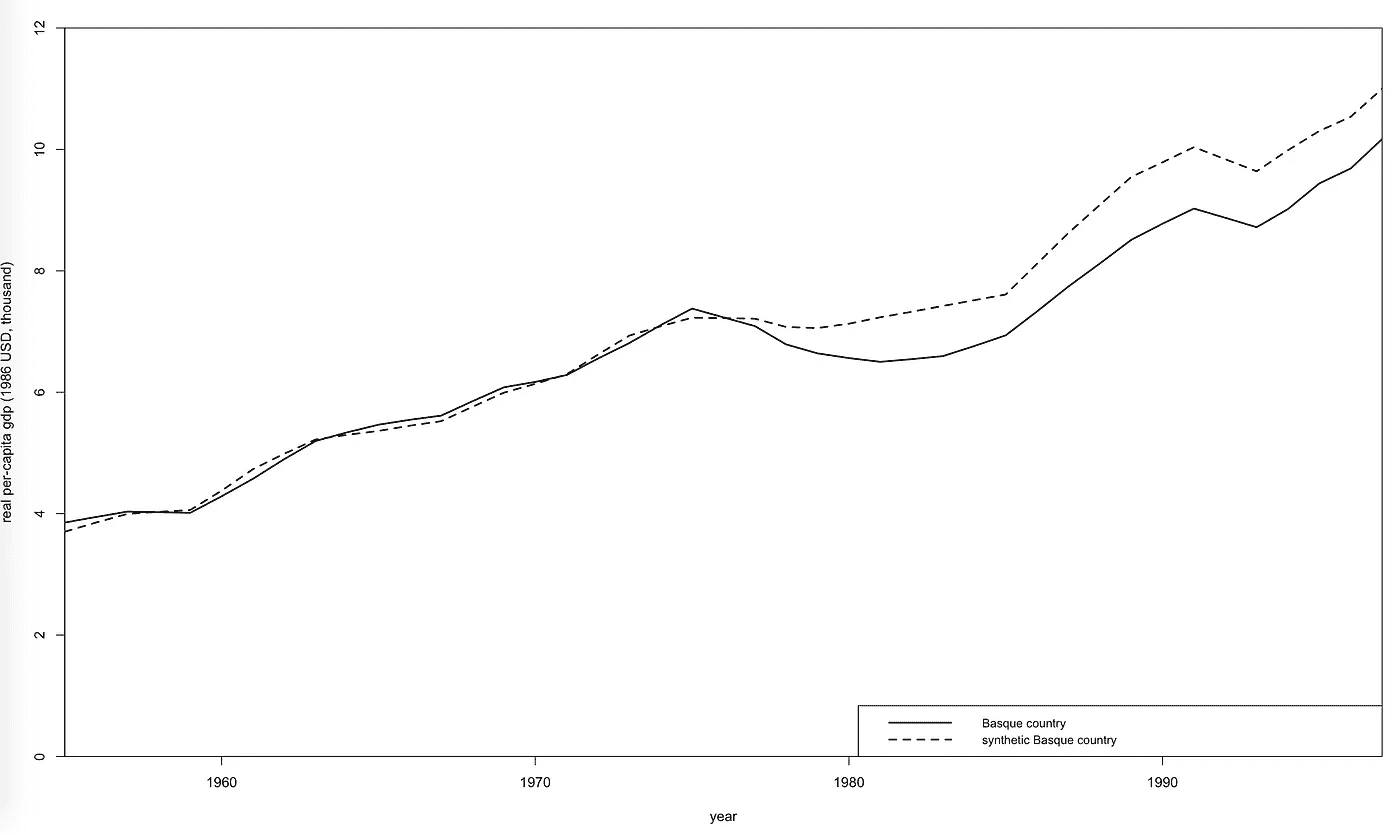 12
10
8
6
4
2
0
real per-capita gdp (1986 USD, thousand)
Basque country
synthetic Basque country
1960 1970 1980 1990
year